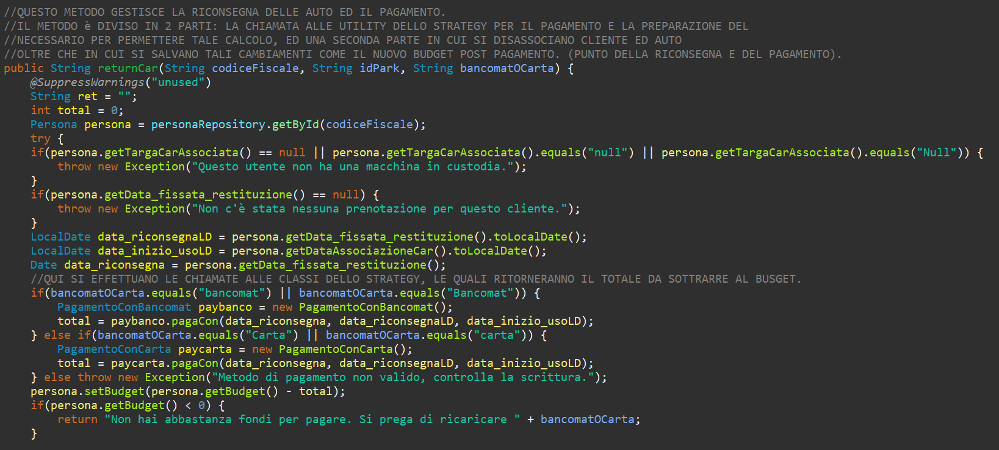 //QUESTO METODO GESTISCE LA RICONSEGNA DELLE AUTO ED IL PAGAMENTO.
//IL METODO è DIVISO IN 2 PARTI: LA CHIAMATA ALLE UTILITY DELLO STRATEGY PER IL PAGAMENTO E LA PREPARAZIONE DEL
//NECESSARIO PER PERMETTERE TALE CALCOLO, ED UNA SECONDA PARTE IN CUI SI DISASSOCIANO CLIENTE ED AUTO
//OLTRE CHE IN CUI SI SALVANO TALI CAMBIAMENTI COME IL NUOVO BUDGET POST PAGAMENTO. (PUNTO DELLA RICONSEGNA E DEL PAGAMENTO).
public String returnCar(String codiceFiscale, String idPark, String bancomatOCarta) {
    @SuppressWarnings("unused")
    String ret = "";
    int total = 0;
    Persona persona = personaRepository.getById(codiceFiscale);
    try {
    if(persona.getTargaCarAssociata() == null || persona.getTargaCarAssociata().equals("null") || persona.getTargaCarAssociata().equals("Null")) {
        throw new Exception("Questo utente non ha una macchina in custodia.");
    }
    if(persona.getData_fissata_restituzione() == null) {
        throw new Exception("Non c'è stata nessuna prenotazione per questo cliente.");
    }
    LocalDate data_riconsegnaLD = persona.getData_fissata_restituzione().toLocalDate();
    LocalDate data_inizio_usoLD = persona.getDataAssociazioneCar().toLocalDate();
    Date data_riconsegna = persona.getData_fissata_restituzione();
    //QUI SI EFFETTUANO LE CHIAMATE ALLE CLASSI DELLO STRATEGY, LE QUALI RITORNERANNO IL TOTALE DA SOTTRARRE AL BUSGET.
    if(bancomatOCarta.equals("bancomat") || bancomatOCarta.equals("Bancomat")) {
        PagamentoConBancomat paybanco = new PagamentoConBancomat();
        total = paybanco.pagaCon(data_riconsegna, data_riconsegnaLD, data_inizio_usoLD);
    } else if(bancomatOCarta.equals("Carta") || bancomatOCarta.equals("carta")) {
        PagamentoConCarta paycarta = new PagamentoConCarta();
        total = paycarta.pagaCon(data_riconsegna, data_riconsegnaLD, data_inizio_usoLD);
    } else throw new Exception("Metodo di pagamento non valido, controlla la scrittura.");
    persona.setBudget(persona.getBudget() - total);
    if(persona.getBudget() < 0) {
        return "Non hai abbastanza fondi per pagare. Si prega di ricaricare " + bancomatOCarta;
    }